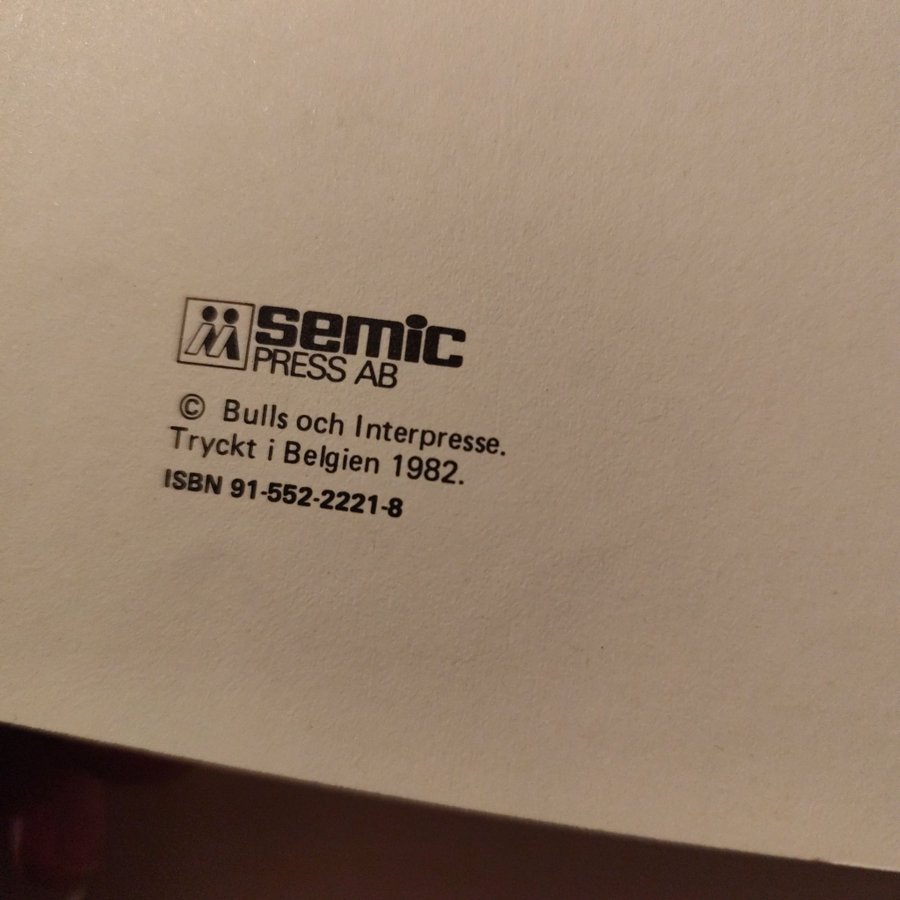 semic
PRESS AB
© Bulls och Interpresse.
Tryckt i Belgien 1982.
ISBN 91-552-2221-8